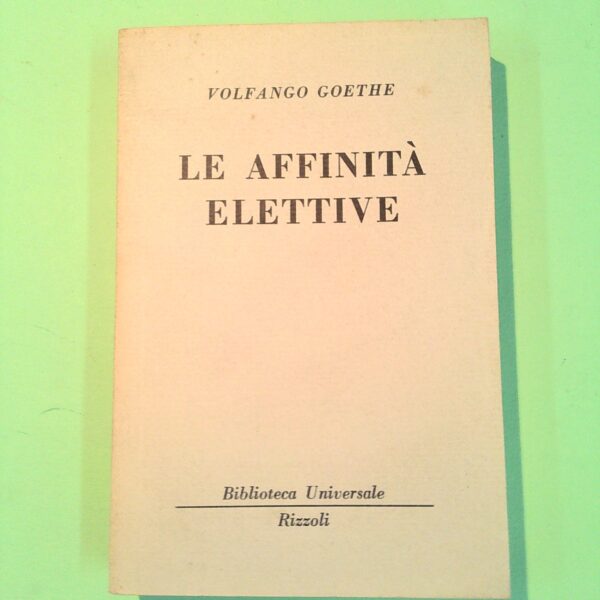 VOLFANGO GOETHE
LE AFFINITÀ
ELETTIVE
Biblioteca Universale
Rizzoli